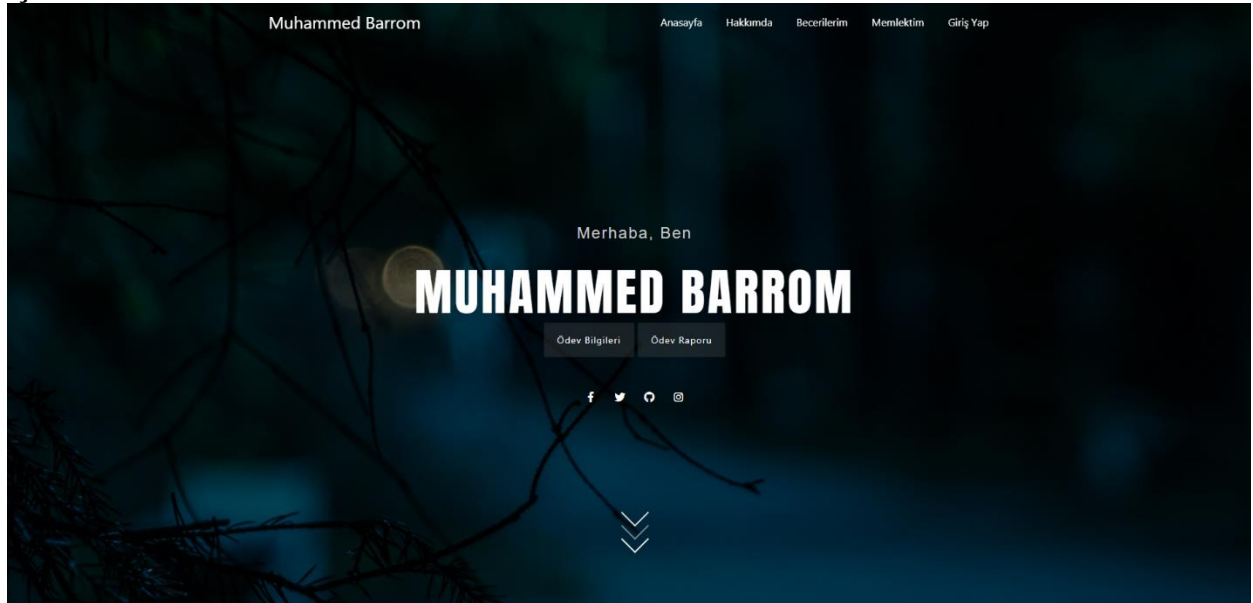 Muhammed Barrom
Anasayfa Hakkımda Becerilerim Memlektim Giriş Yap
Merhaba, Ben
MUHAMMED BARROM
Ödev Bilgileri Ödev Raporu